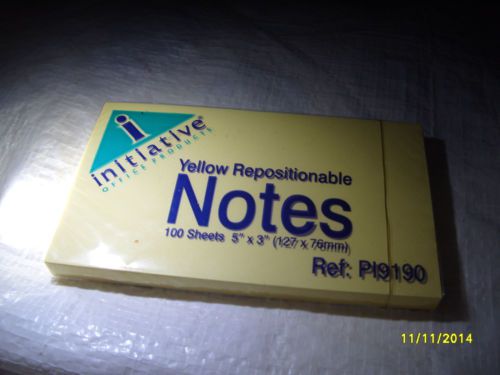 i
initiative®
OFFICE PRODUCTS
Yellow Repositionable
Notes
100 Sheets 5" x 3" (127 x 76mm)
Ref: PI9190
11/11/2014